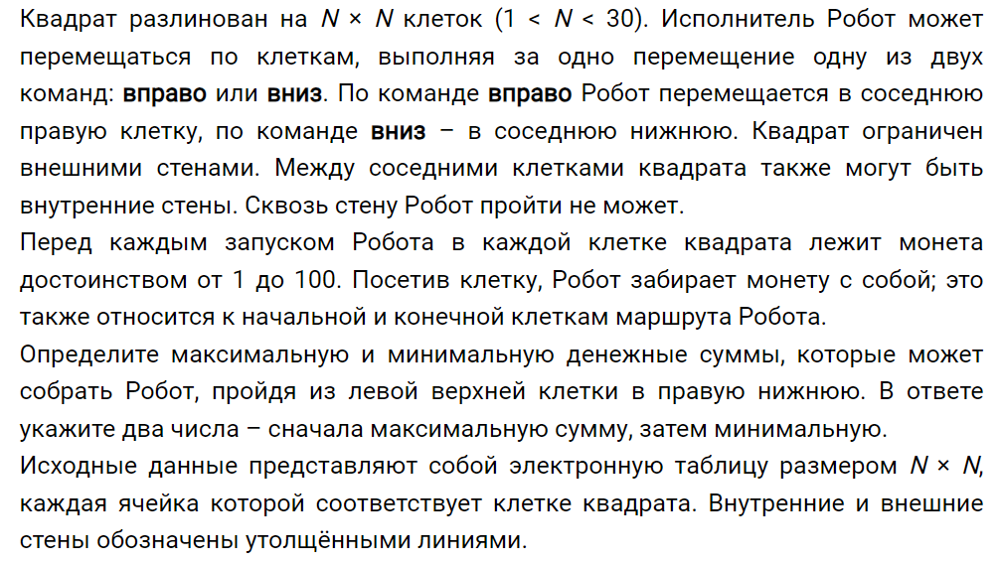 Квадрат разлинован на N × N клеток (1 < N < 30). Исполнитель Робот может
перемещаться по клеткам, выполняя за одно перемещение одну из двух
команд: вправо или вниз. По команде вправо Робот перемещается в соседнюю
правую клетку, по команде вниз – в соседнюю нижнюю. Квадрат ограничен
внешними стенами. Между соседними клетками квадрата также могут быть
внутренние стены. Сквозь стену Робот пройти не может.
Перед каждым запуском Робота в каждой клетке квадрата лежит монета
достоинством от 1 до 100. Посетив клетку, Робот забирает монету с собой; это
также относится к начальной и конечной клеткам маршрута Робота.
Определите максимальную и минимальную денежные суммы, которые может
собрать Робот, пройдя из левой верхней клетки в правую нижнюю. В ответе
укажите два числа – сначала максимальную сумму, затем минимальную.
Исходные данные представляют собой электронную таблицу размером N × N,
каждая ячейка которой соответствует клетке квадрата. Внутренние и внешние
стены обозначены утолщёнными линиями.